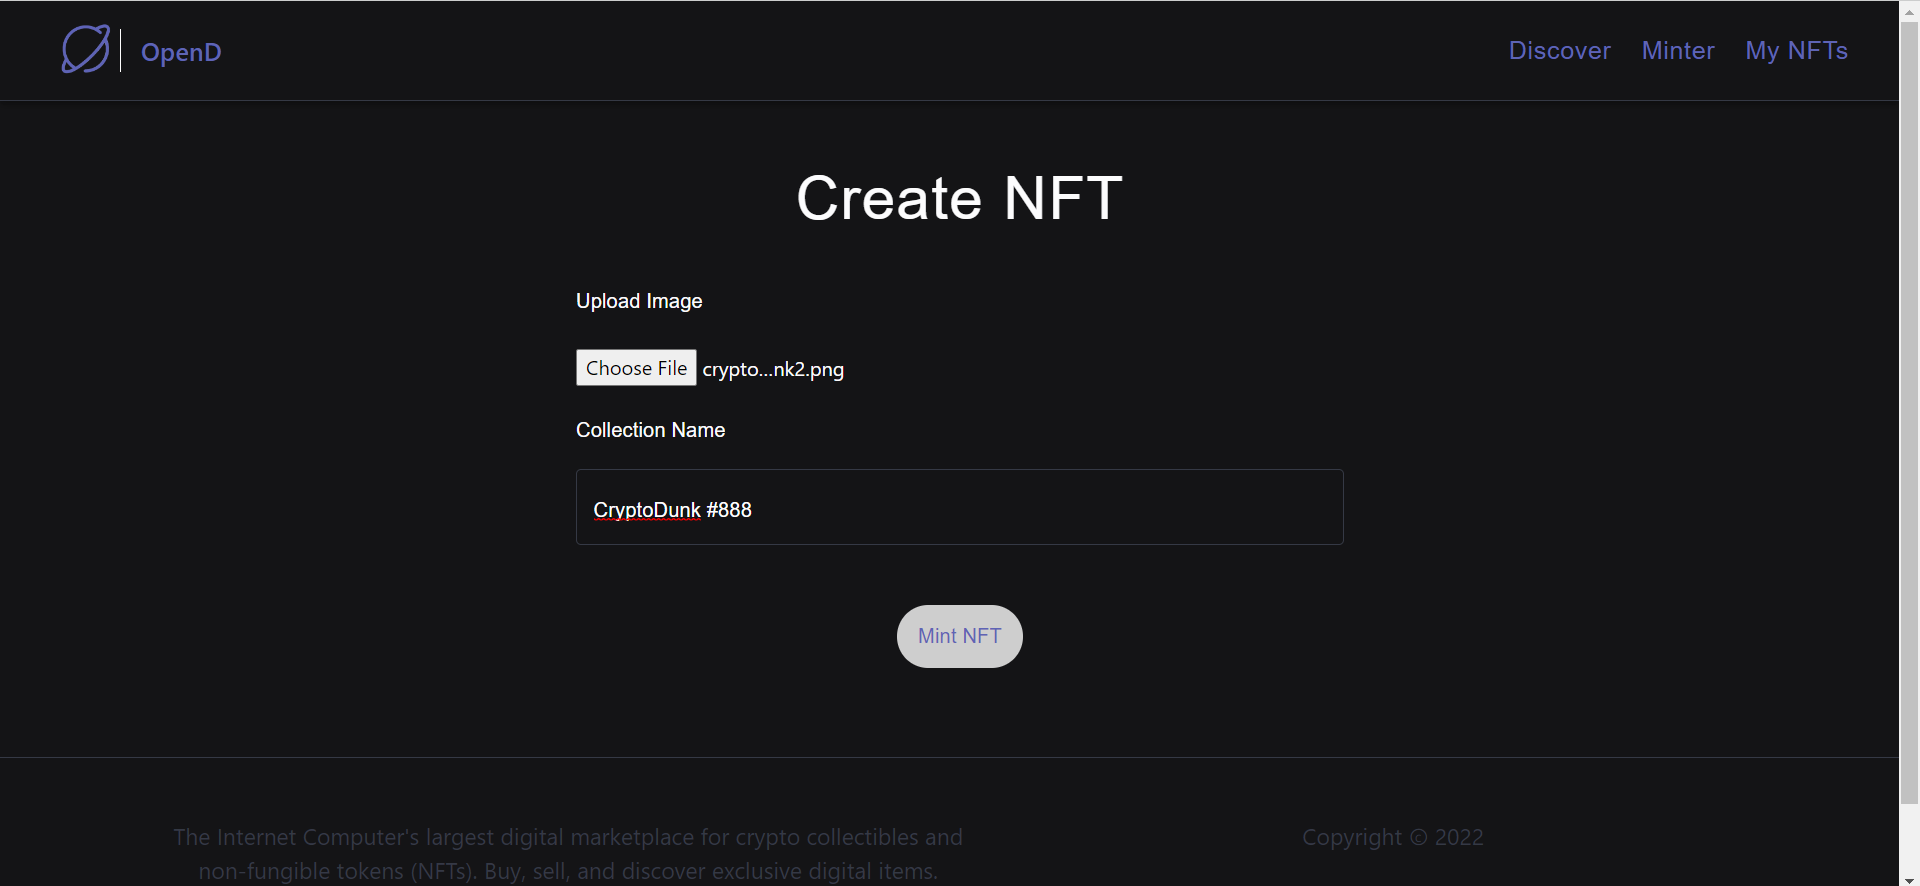 OpenD
Discover Minter My NFTs
Create NFT
Upload Image
Choose File crypto...nk2.png
Collection Name
CryptoDunk #888
Mint NFT
The Internet Computer's largest digital marketplace for crypto collectibles and
non-fungible tokens (NFTs). Buy, sell, and discover exclusive digital items.
Copyright © 2022